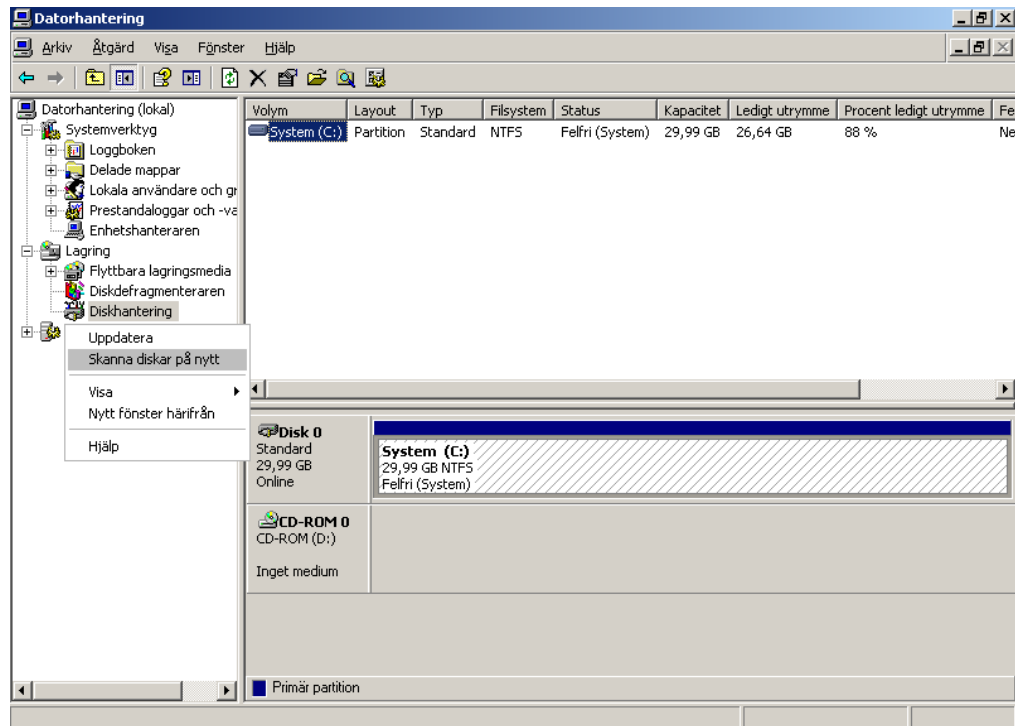 Datorhantering
Arkiv Åtgärd Visa Fönster Hjälp
Datorhantering (lokal)
Systemverktyg
Loggboken
Delade mappar
Lokala användare och gr
Prestandaloggar och -va
Enhetshanteraren
Lagring
Flyttbara lagringsmedia
Diskdefragmenteraren
Diskhantering
Uppdatera
Skanna diskar på nytt
Visa
Nytt fönster härifrån
Hjälp
Volym Layout Typ Filsystem Status Kapacitet Ledigt utrymme Procent ledigt utrymme Fe
System (C:) Partition Standard NTFS Felfri (System) 29,99 GB 26,64 GB 88 % Ne
Disk 0
Standard
29,99 GB
Online
System (C:)
29,99 GB NTFS
Felfri (System)
CD-ROM 0
CD-ROM (D:)
Inget medium
Primär partition